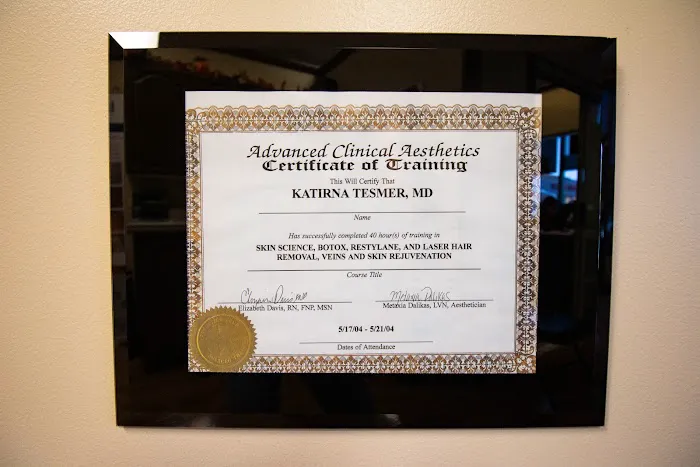 Advanced Clinical Aesthetics
Certificate of Training
This Will Certify That
KATIRNA TESMER, MD
Name
Has successfully completed 40 hour(s) of training in
SKIN SCIENCE, BOTOX, RESTYLANE, AND LASER HAIR
REMOVAL, VEINS AND SKIN REJUVENATION
Course Title
Elizabeth Davis, RN, FNP, MSN
Metakia Dalikas, LVN, Aesthetician
5/17/04 - 5/21/04
Dates of Attendance